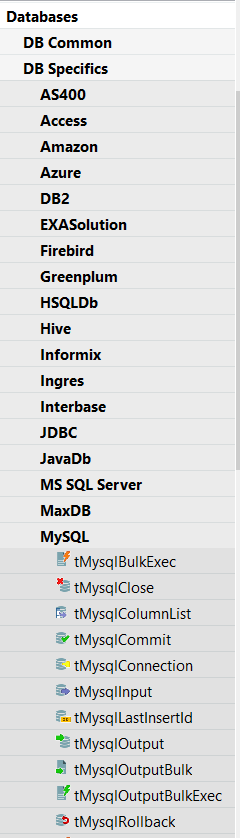 Databases
DB Common
DB Specifics
AS400
Access
Amazon
Azure
DB2
EXASolution
Firebird
Greenplum
HSQLDb
Hive
Informix
Ingres
Interbase
JDBC
JavaDb
MS SQL Server
MaxDB
MySQL
tMysqlBulkExec
tMysqlClose
tMysqlColumnList
tMysqlCommit
tMysqlConnection
tMysqlInput
tMysqlLastInsertId
tMysqlOutput
tMysqlOutputBulk
tMysqlOutputBulkExec
tMysqlRollback